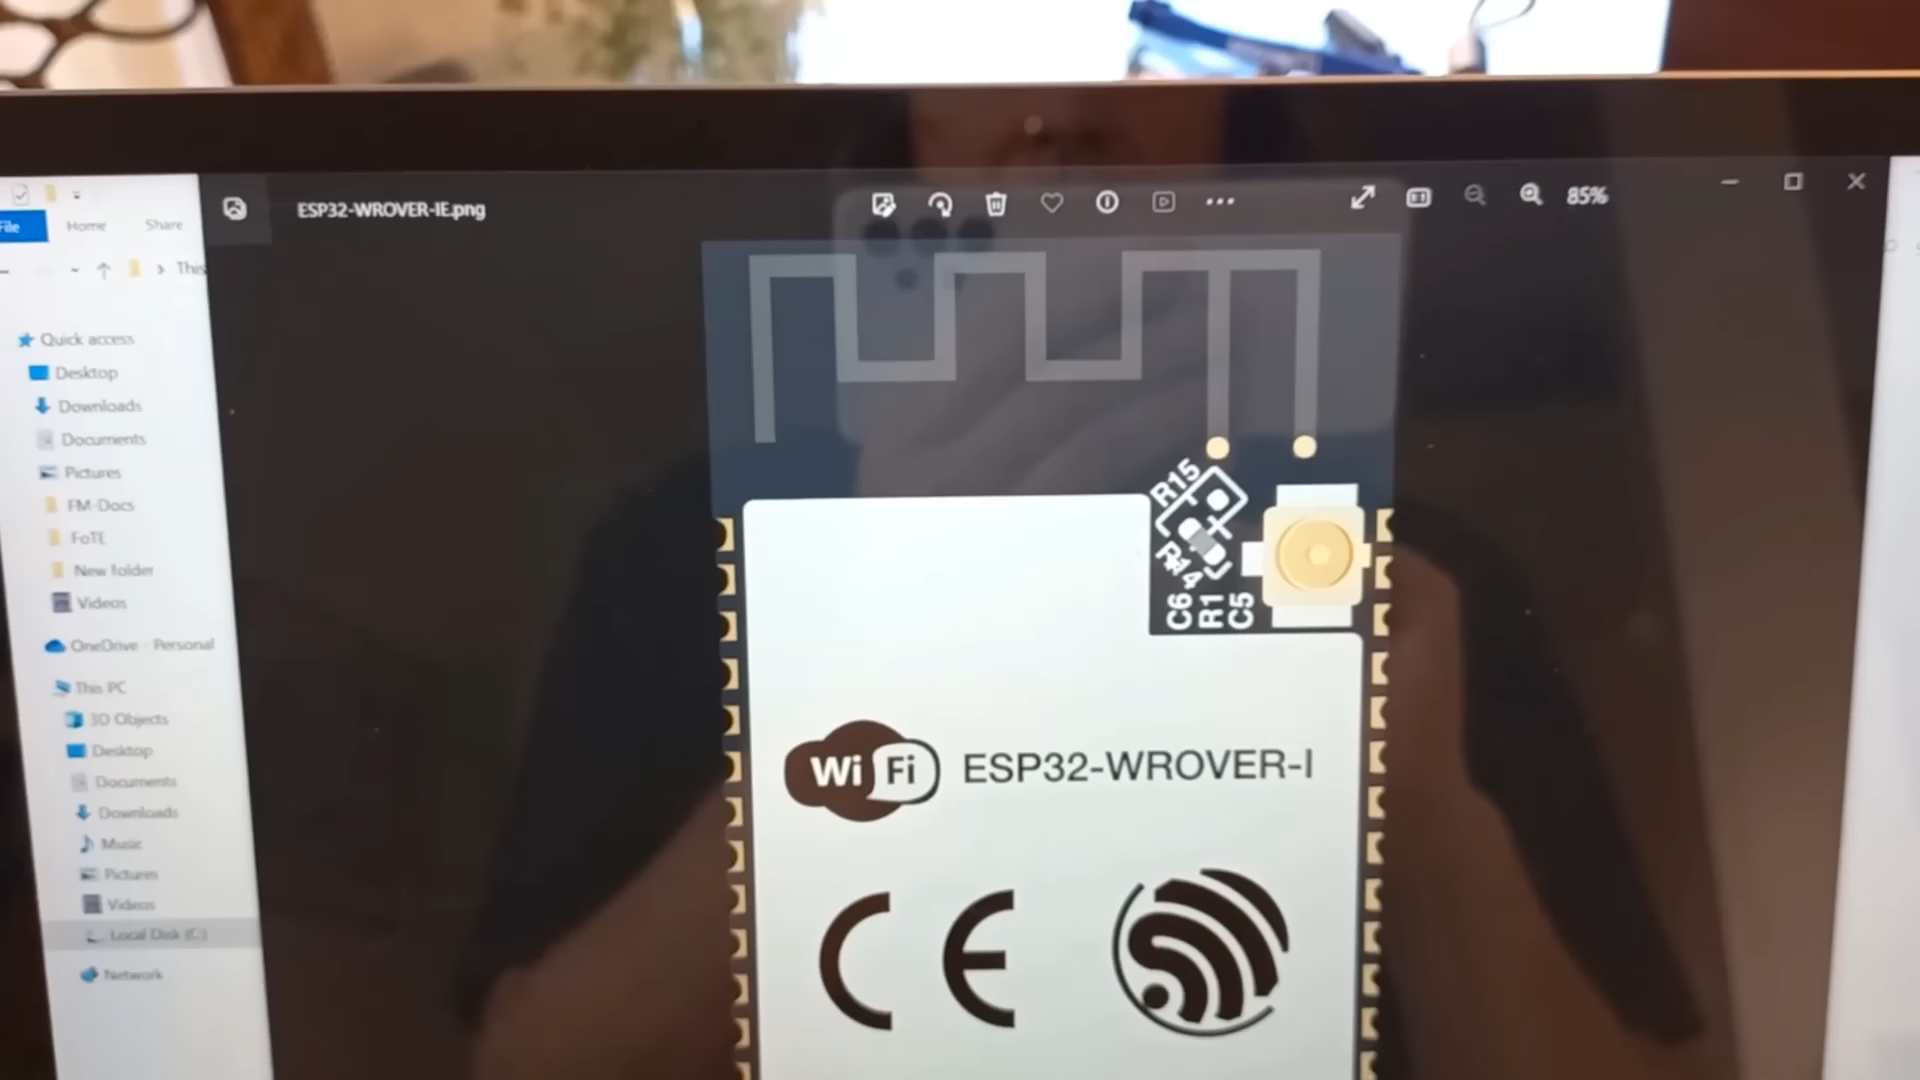 ESP32-WROVER-IE.png
85%
File
Home
Share
This
Quick access
Desktop
Downloads
Documents
Pictures
FM-Docs
FoTE
New folder
Videos
OneDrive - Personal
This PC
3D Objects
Desktop
Documents
Downloads
Music
Pictures
Videos
Local Disk (C:)
Network
R15
R14
C6
R1
C5
Wi Fi
ESP32-WROVER-I
CE